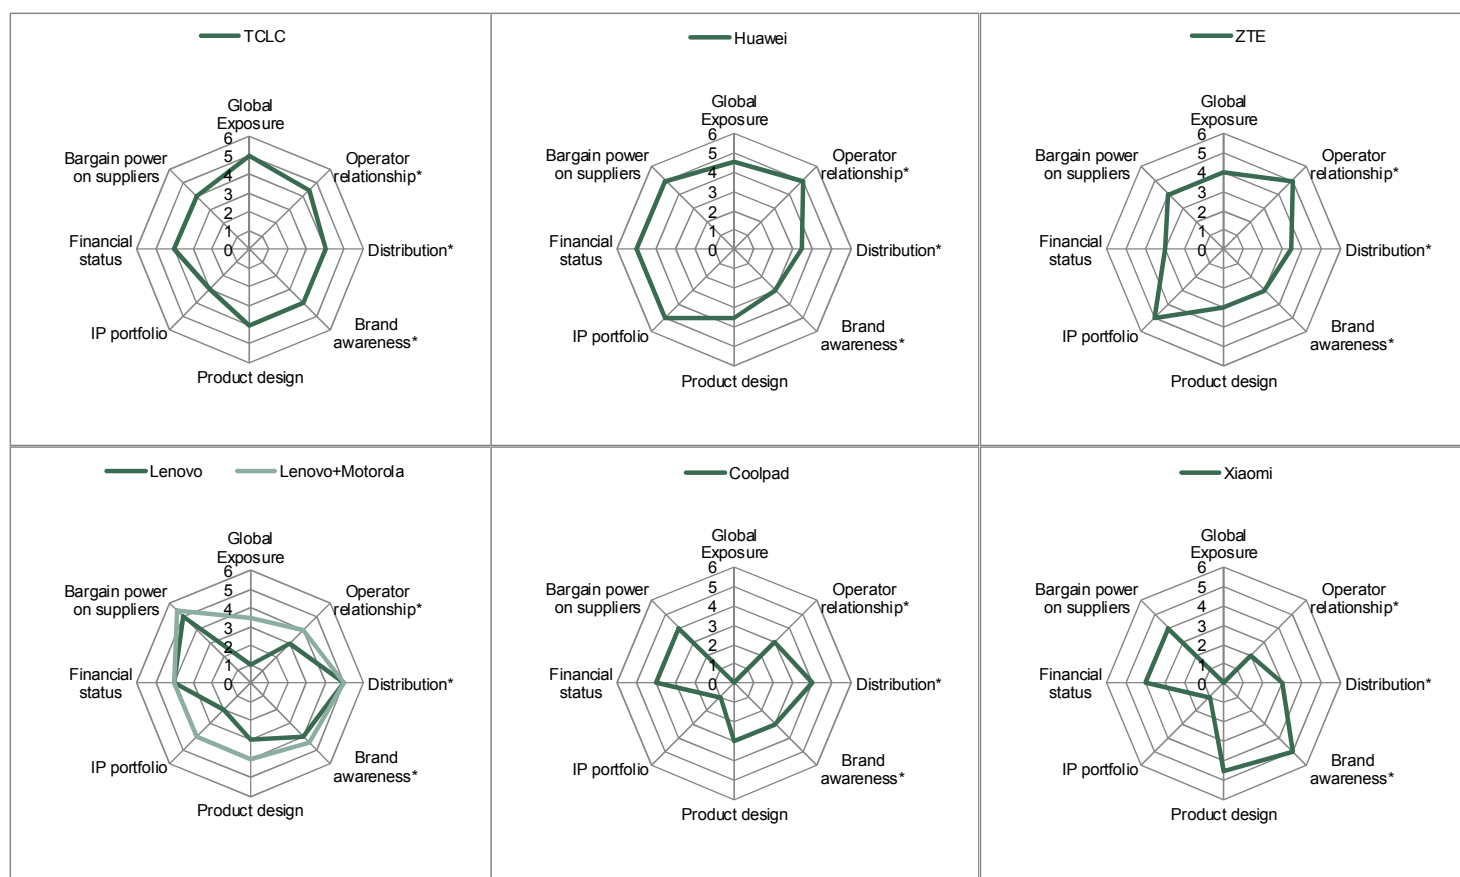 TCLC
Global
Exposure
Operator
relationship*
Distribution*
Brand
awareness*
Product design
IP portfolio
Financial
status
Bargain power
on suppliers
6
5
4
3
2
1
0
Huawei
Global
Exposure
Operator
relationship*
Distribution*
Brand
awareness*
Product design
IP portfolio
Financial
status
Bargain power
on suppliers
6
5
4
3
2
1
0
ZTE
Global
Exposure
Operator
relationship*
Distribution*
Brand
awareness*
Product design
IP portfolio
Financial
status
Bargain power
on suppliers
6
5
4
3
2
1
0
Lenovo
Lenovo+Motorola
Global
Exposure
Operator
relationship*
Distribution*
Brand
awareness*
Product design
IP portfolio
Financial
status
Bargain power
on suppliers
6
5
4
3
2
1
0
Coolpad
Global
Exposure
Operator
relationship*
Distribution*
Brand
awareness*
Product design
IP portfolio
Financial
status
Bargain power
on suppliers
6
5
4
3
2
1
0
Xiaomi
Global
Exposure
Operator
relationship*
Distribution*
Brand
awareness*
Product design
IP portfolio
Financial
status
Bargain power
on suppliers
6
5
4
3
2
1
0